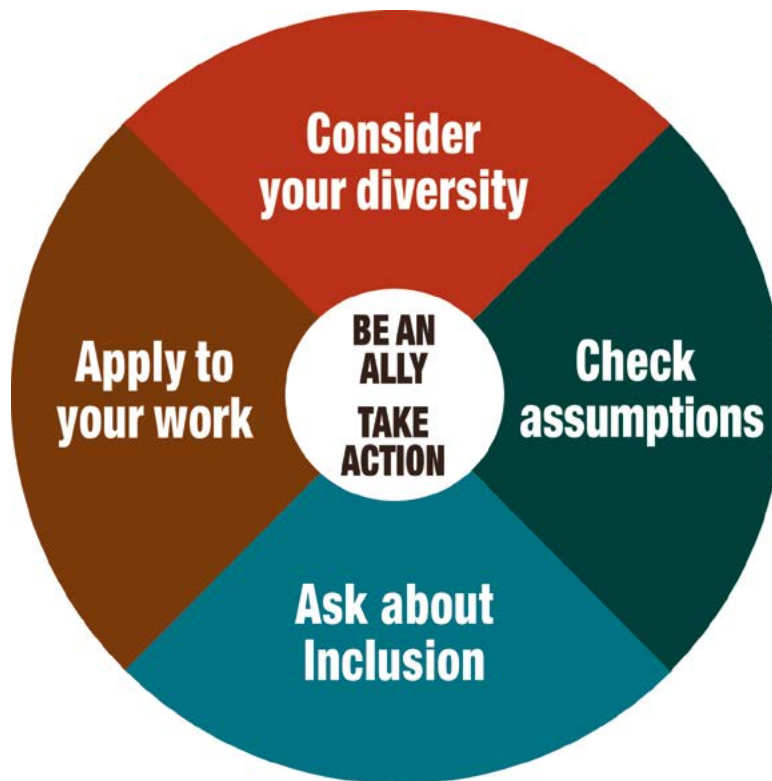 Consider
your diversity
Check
assumptions
Ask about
Inclusion
Apply to
your work
BE AN
ALLY
TAKE
ACTION